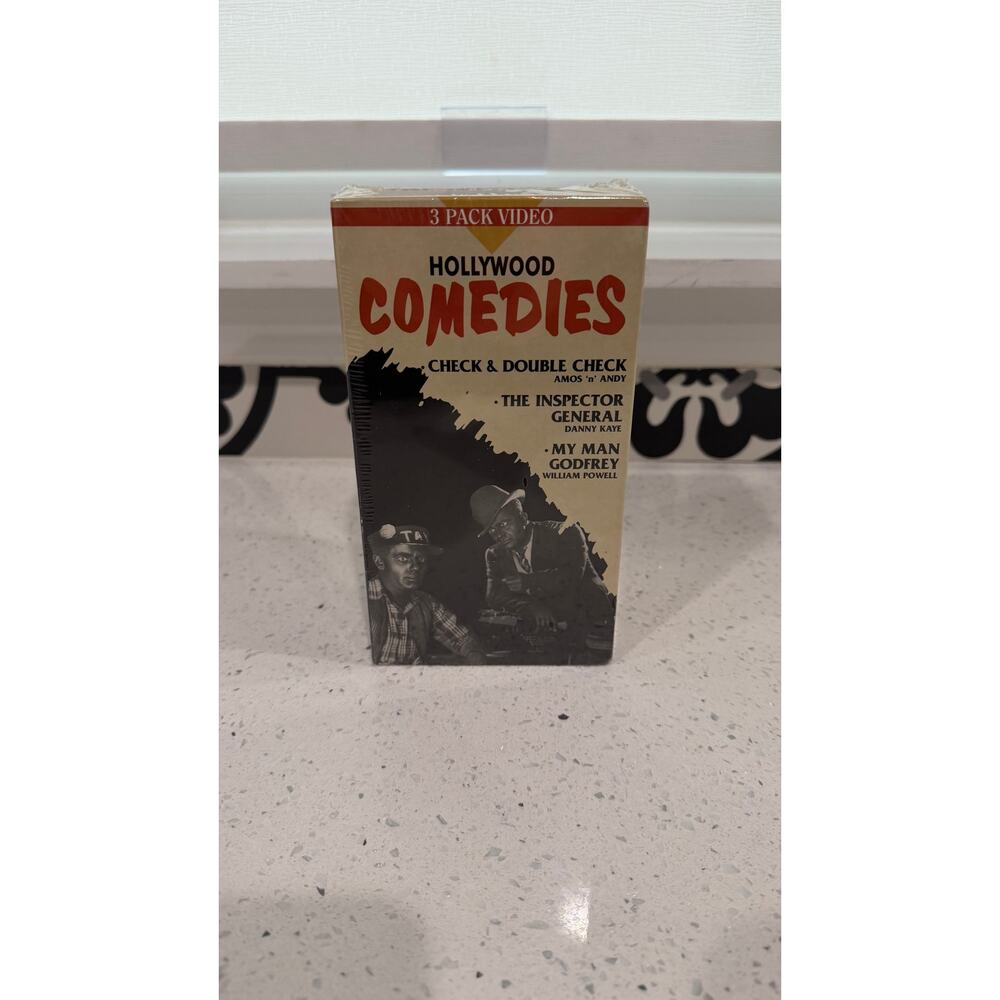 3 PACK VIDEO
HOLLYWOOD
COMEDIES
· CHECK & DOUBLE CHECK
AMOS 'n' ANDY
· THE INSPECTOR
GENERAL
DANNY KAYE
· MY MAN
GODFREY
WILLIAM POWELL